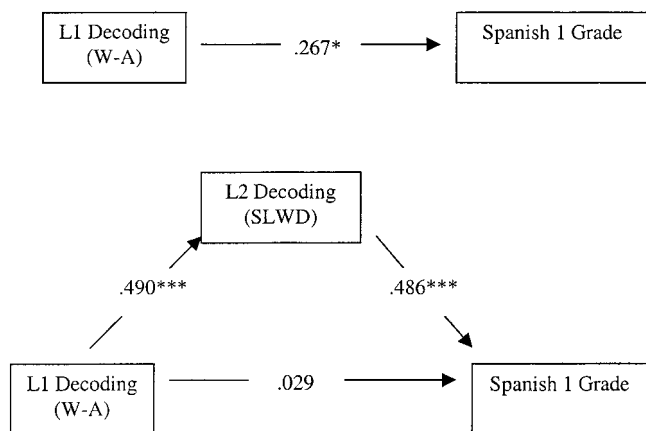 L1 Decoding
(W-A)
.267*
Spanish 1 Grade
L2 Decoding
(SLWD)
.490***
.486***
L1 Decoding
(W-A)
.029
Spanish 1 Grade